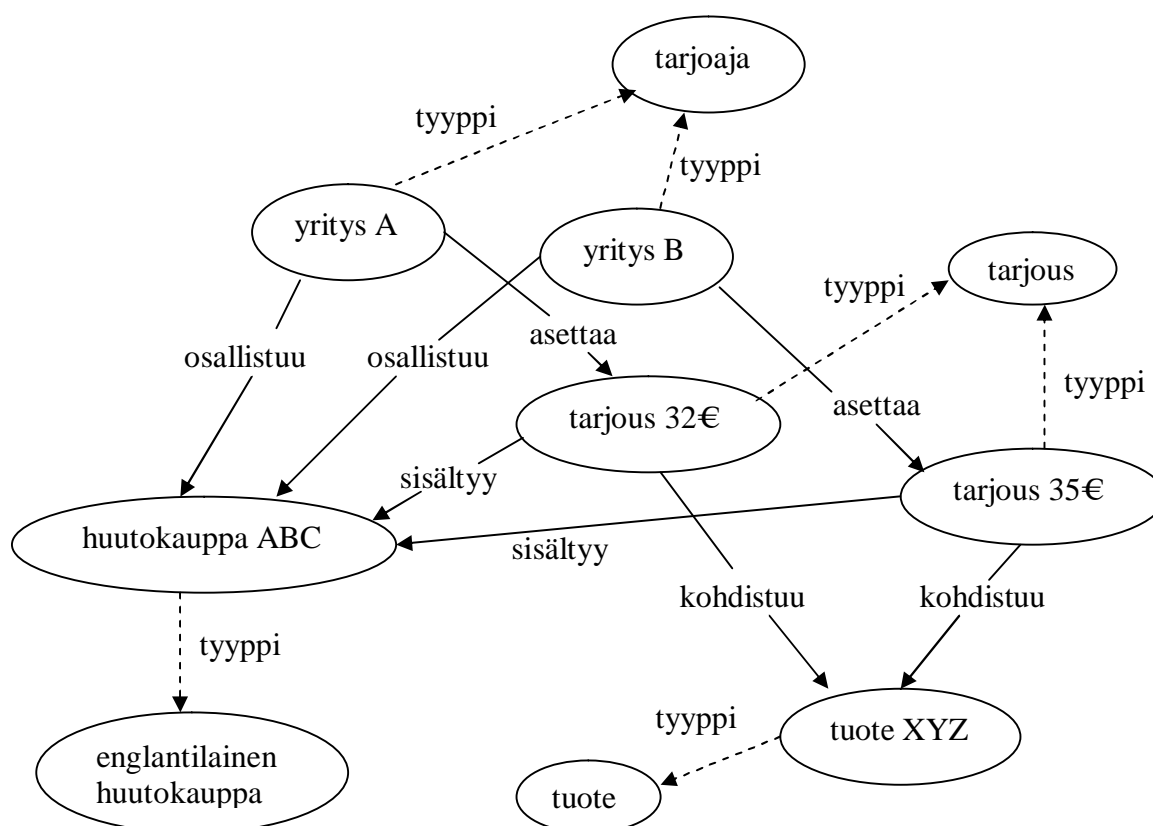 tarjoaja
tyyppi
tyyppi
yritys A
yritys B
tarjous
tyyppi
asettaa
osallistuu
osallistuu
tyyppi
asettaa
tarjous 32€
sisältyy
tarjous 35€
huutokauppa ABC
sisältyy
kohdistuu
kohdistuu
tyyppi
tyyppi
tuote XYZ
englantilainen
huutokauppa
tuote